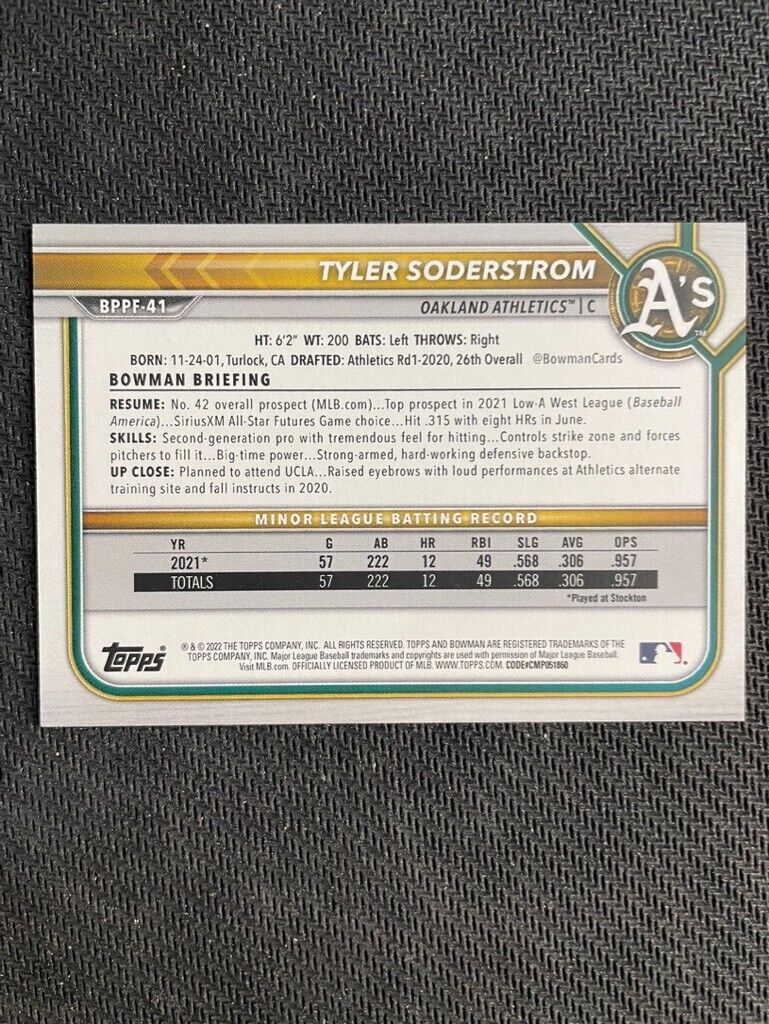 TYLER SODERSTROM
BPPF-41
OAKLAND ATHLETICS™ | C
A's
™
HT: 6'2" WT: 200 BATS: Left THROWS: Right
BORN: 11-24-01, Turlock, CA DRAFTED: Athletics Rd1-2020, 26th Overall @BowmanCards
BOWMAN BRIEFING
RESUME: No. 42 overall prospect (MLB.com)...Top prospect in 2021 Low-A West League (Baseball
America)...SiriusXM All-Star Futures Game choice...Hit .315 with eight HRs in June.
SKILLS: Second-generation pro with tremendous feel for hitting...Controls strike zone and forces
pitchers to fill it...Big-time power...Strong-armed, hard-working defensive backstop.
UP CLOSE: Planned to attend UCLA...Raised eyebrows with loud performances at Athletics alternate
training site and fall instructs in 2020.
MINOR LEAGUE BATTING RECORD
YR G AB HR RBI SLG AVG OPS
2021* 57 222 12 49 .568 .306 .957
TOTALS 57 222 12 49 .568 .306 .957
*Played at Stockton
TOPPS®
® & © 2022 THE TOPPS COMPANY, INC. ALL RIGHTS RESERVED. TOPPS AND BOWMAN ARE REGISTERED TRADEMARKS OF THE
TOPPS COMPANY, INC. Major League Baseball trademarks and copyrights are used with permission of Major League Baseball.
Visit MLB.com. OFFICIALLY LICENSED PRODUCT OF MLB. WWW.TOPPS.COM. CODE#CMP051860